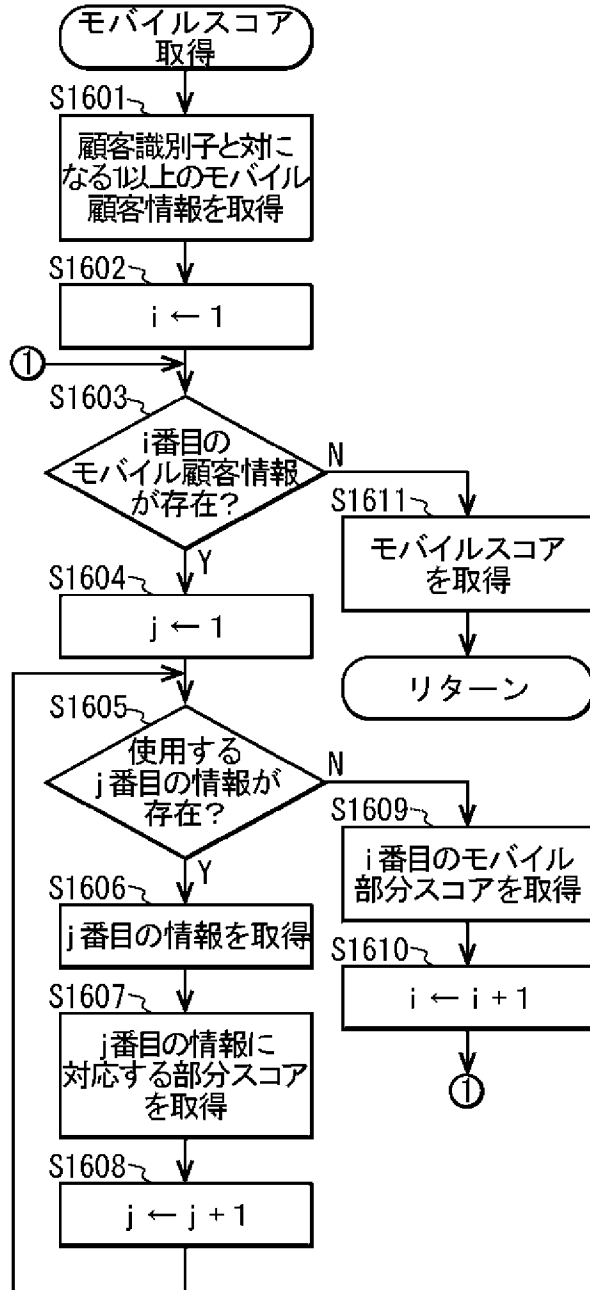 モバイルスコア
取得
S1601
顧客識別子と対に
なる1以上のモバイル
顧客情報を取得
S1602
i ← 1
①
S1603
i番目の
モバイル顧客情報
が存在?
N
Y
S1611
モバイルスコア
を取得
リターン
S1604
j ← 1
S1605
使用する
j番目の情報が
存在?
N
Y
S1606
j番目の情報を取得
S1607
j番目の情報に
対応する部分スコア
を取得
S1608
j ← j + 1
S1609
i番目のモバイル
部分スコアを取得
S1610
i ← i + 1
①